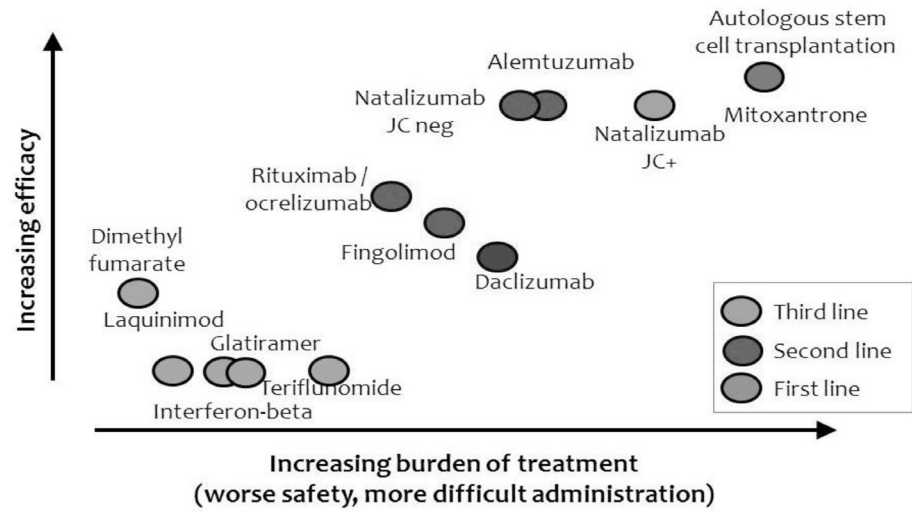 Autologous stem
cell transplantation
Alemtuzumab
Natalizumab
JC neg
Mitoxantrone
Natalizumab
JC+
Rituximab /
ocrelizumab
Fingolimod
Daclizumab
Dimethyl
fumarate
Laquinimod
Glatiramer
Teriflunomide
Interferon-beta
Increasing efficacy
Third line
Second line
First line
Increasing burden of treatment
(worse safety, more difficult administration)